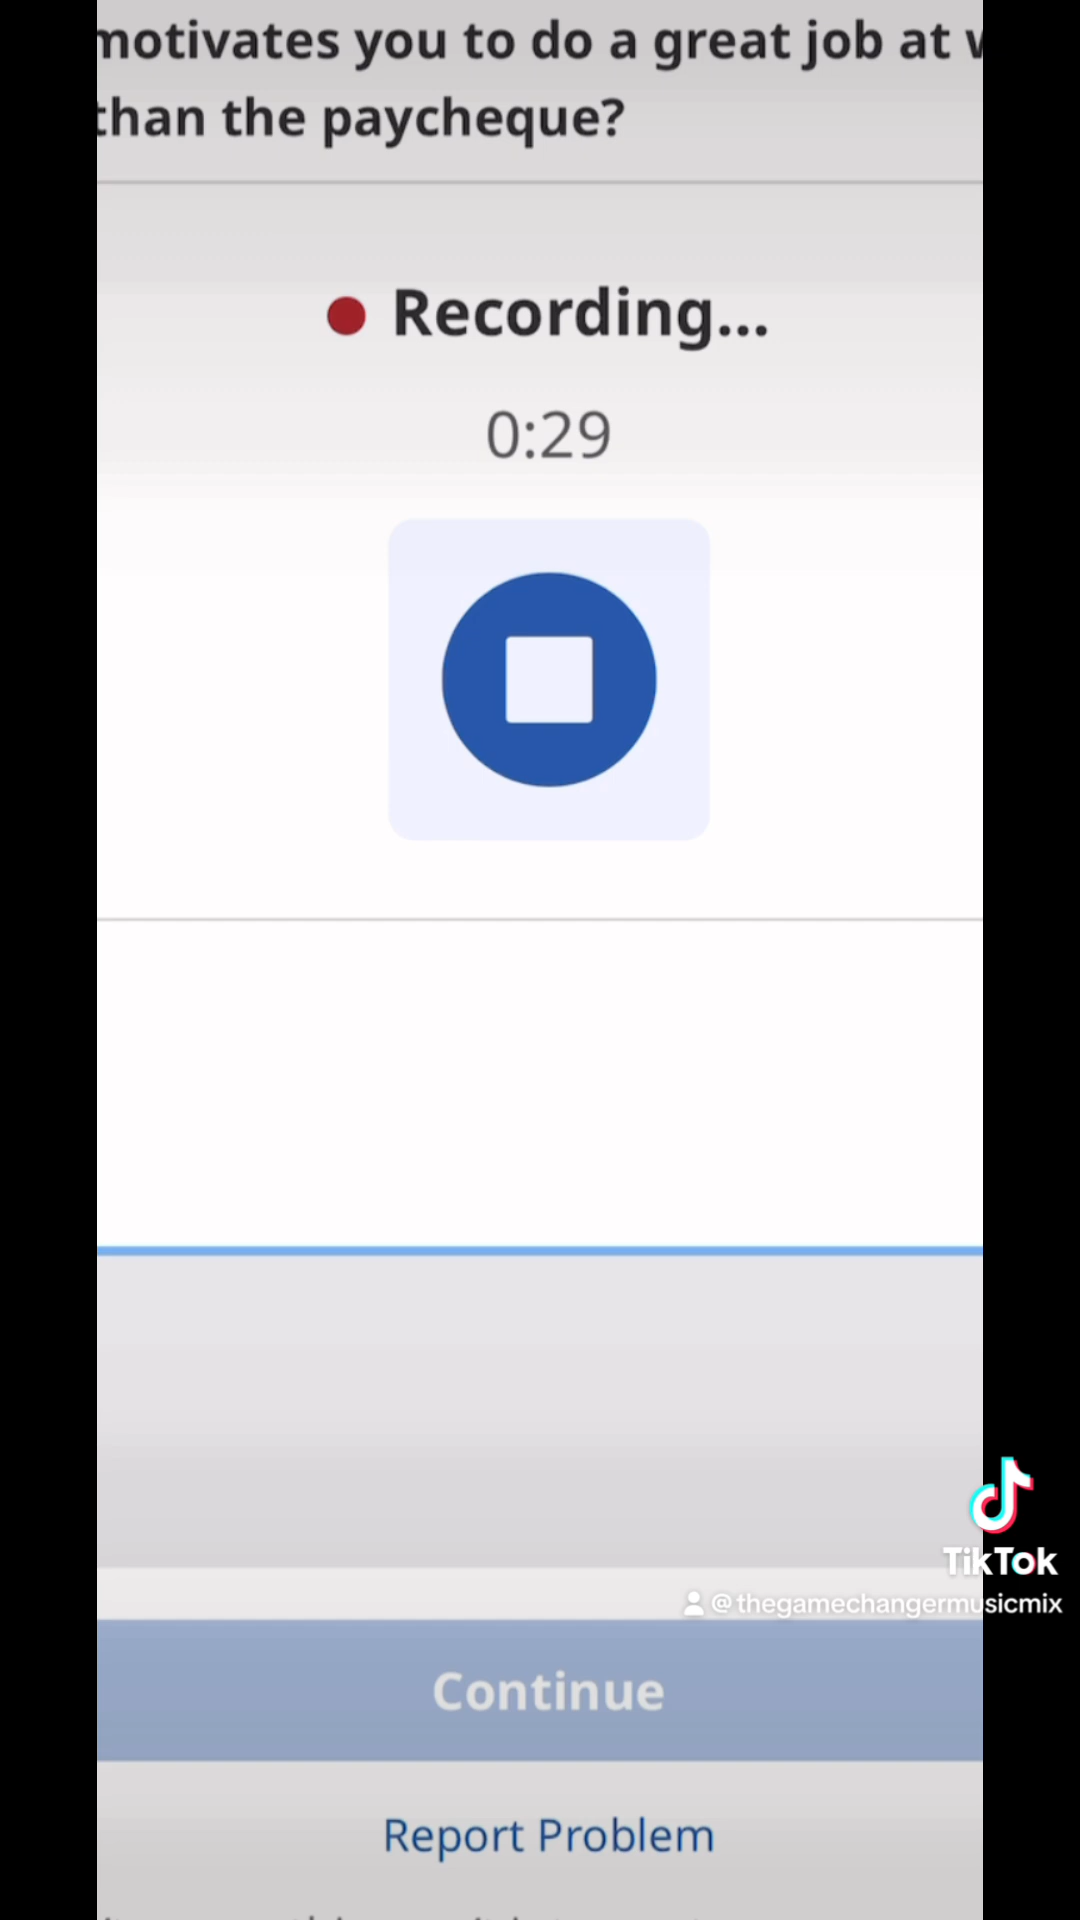 motivates you to do a great job at
than the paycheque?
Recording...
0:29
TikTok
@thegamechangermusicmix
Continue
Report Problem